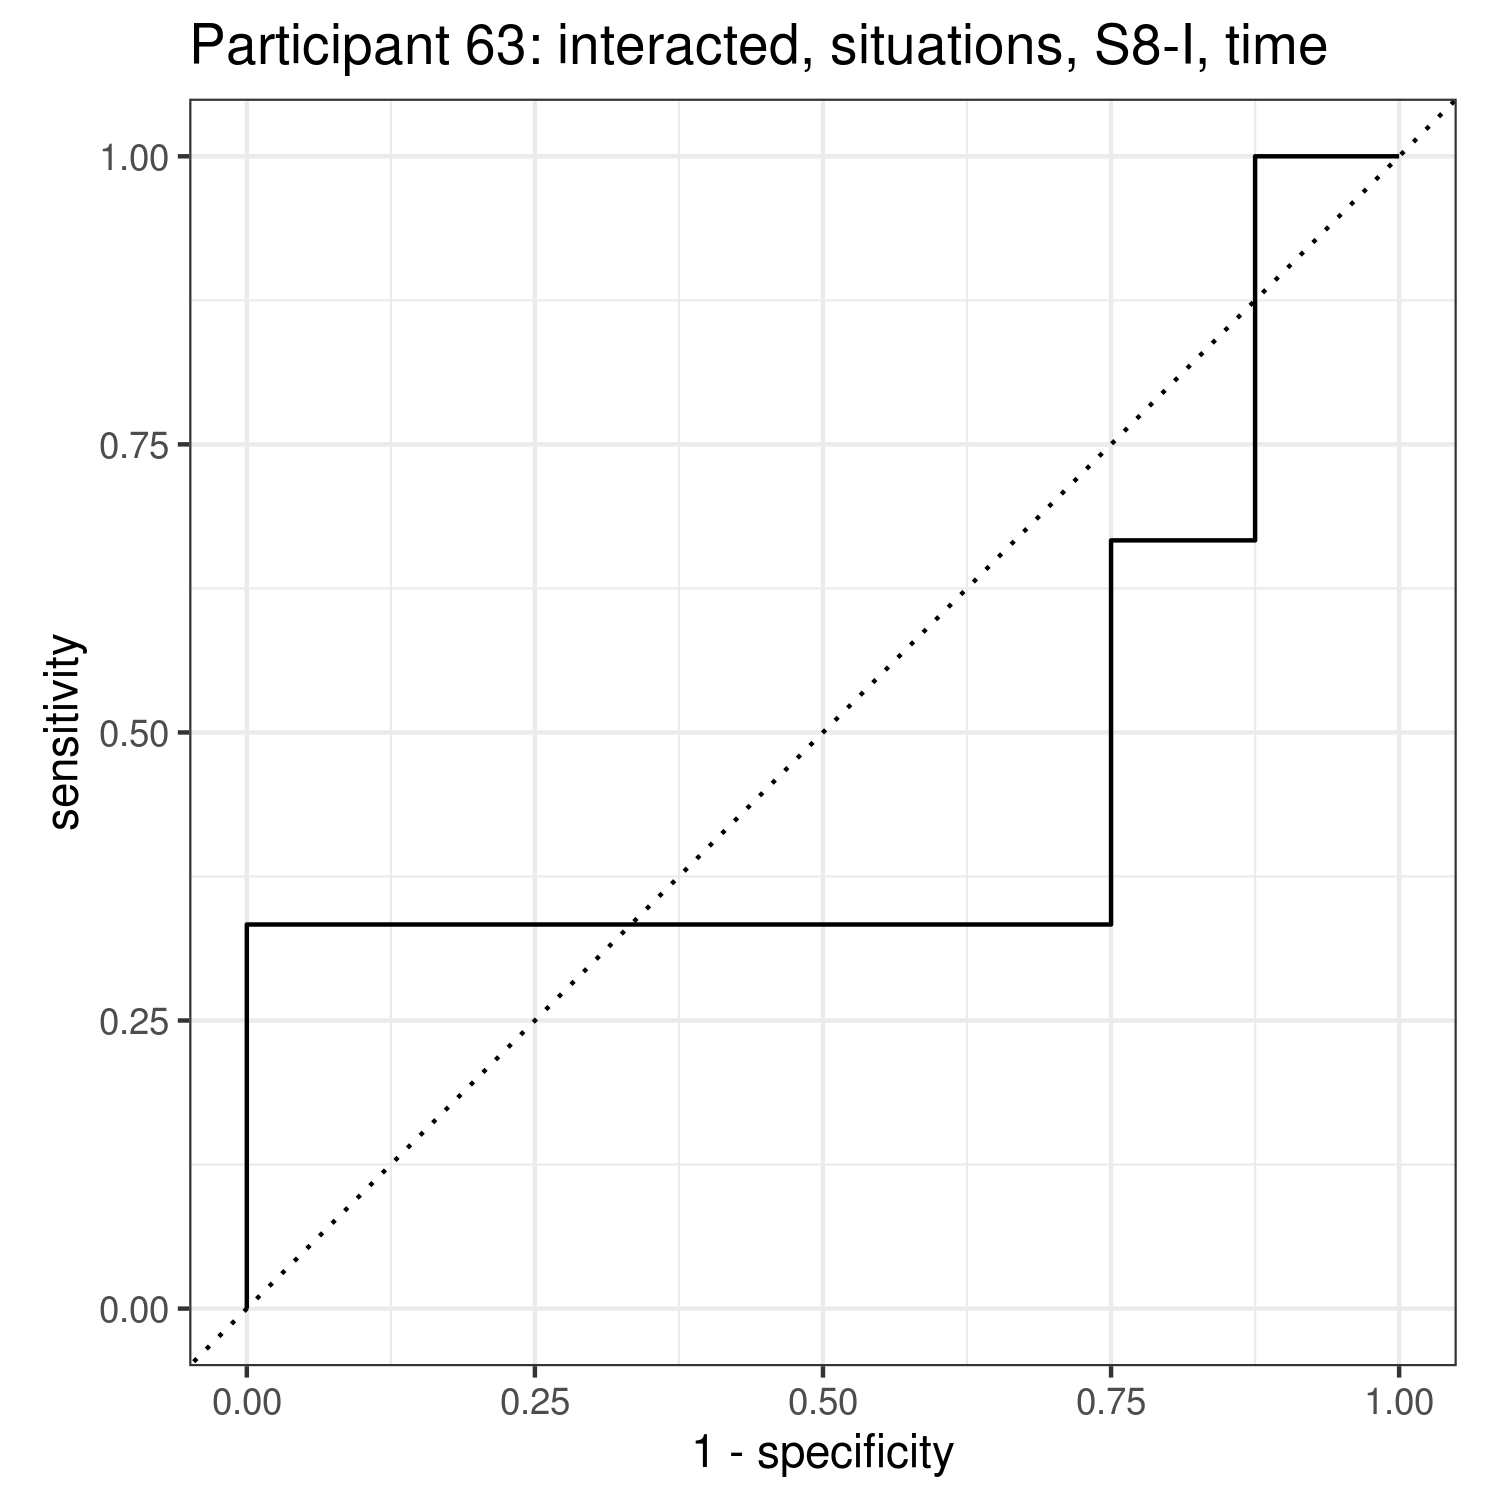 Participant 63: interacted, situations, S8-I, time
1.00
0.75
0.50
0.25
0.00
sensitivity
0.00 0.25 0.50 0.75 1.00
1 - specificity